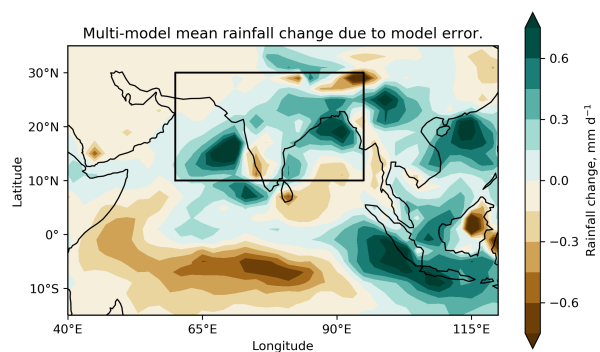 Multi-model mean rainfall change due to model error.
30°N
20°N
10°N
0°
10°S
40°E
65°E
90°E
115°E
Latitude
Longitude
0.6
0.3
0.0
−0.3
−0.6
Rainfall change, mm d⁻¹